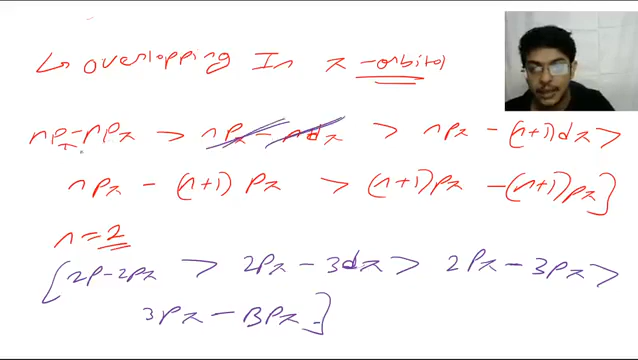 ↳ overlapping In π-orbital
nPπ-nPπ > nPπ - ndπ > nPπ - (n+1)dπ >
nPπ - (n+1)Pπ > (n+1)Pπ - (n+1)Pπ]
n=2
[2P-2Pπ > 2Pπ-3dπ > 2Pπ-3Pπ >
3Pπ-3Pπ]